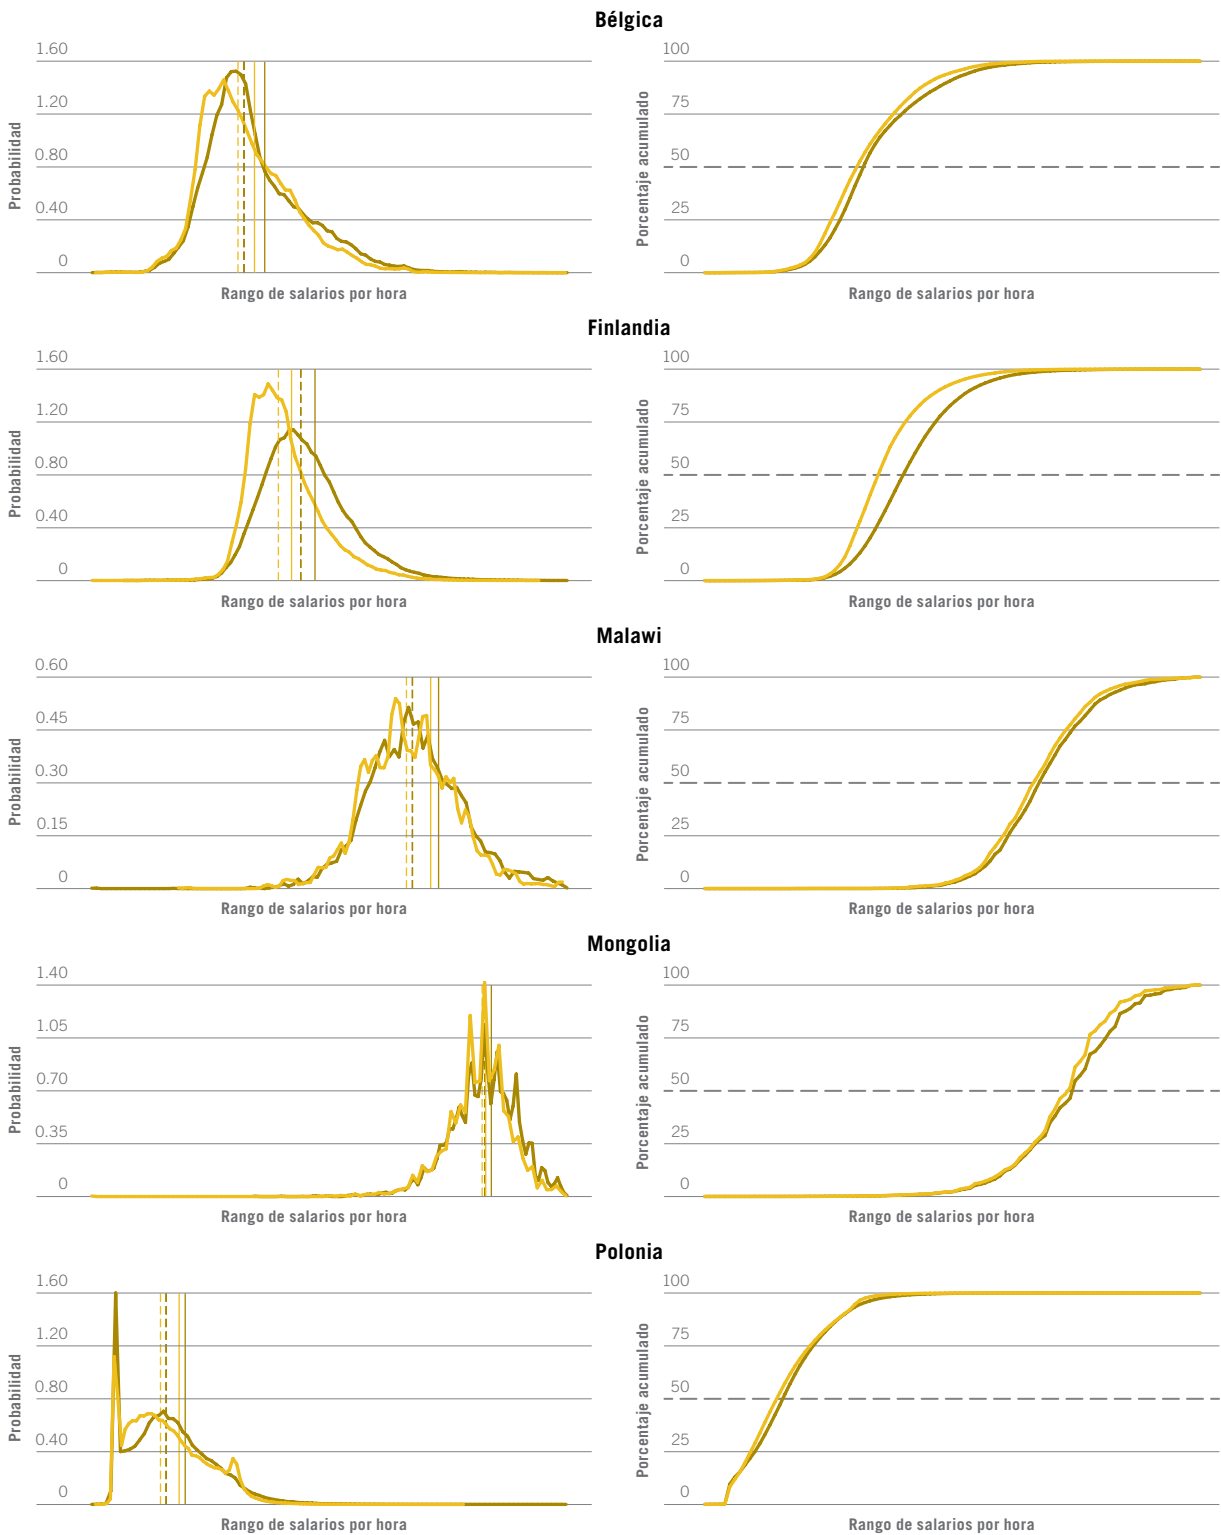 Bélgica
1.60
1.20
0.80
0.40
0
Probabilidad
Rango de salarios por hora
100
75
50
25
0
Porcentaje acumulado
Rango de salarios por hora
Finlandia
1.60
1.20
0.80
0.40
0
Probabilidad
Rango de salarios por hora
100
75
50
25
0
Porcentaje acumulado
Rango de salarios por hora
Malawi
0.60
0.45
0.30
0.15
0
Probabilidad
Rango de salarios por hora
100
75
50
25
0
Porcentaje acumulado
Rango de salarios por hora
Mongolia
1.40
1.05
0.70
0.35
0
Probabilidad
Rango de salarios por hora
100
75
50
25
0
Porcentaje acumulado
Rango de salarios por hora
Polonia
1.60
1.20
0.80
0.40
0
Probabilidad
Rango de salarios por hora
100
75
50
25
0
Porcentaje acumulado
Rango de salarios por hora